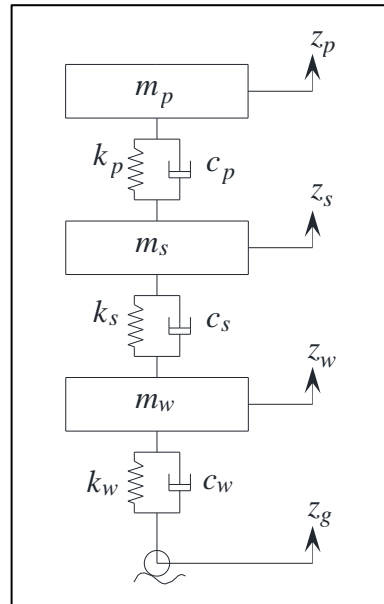 z_p
m_p
k_p c_p
z_s
m_s
k_s c_s
z_w
m_w
k_w c_w
z_g